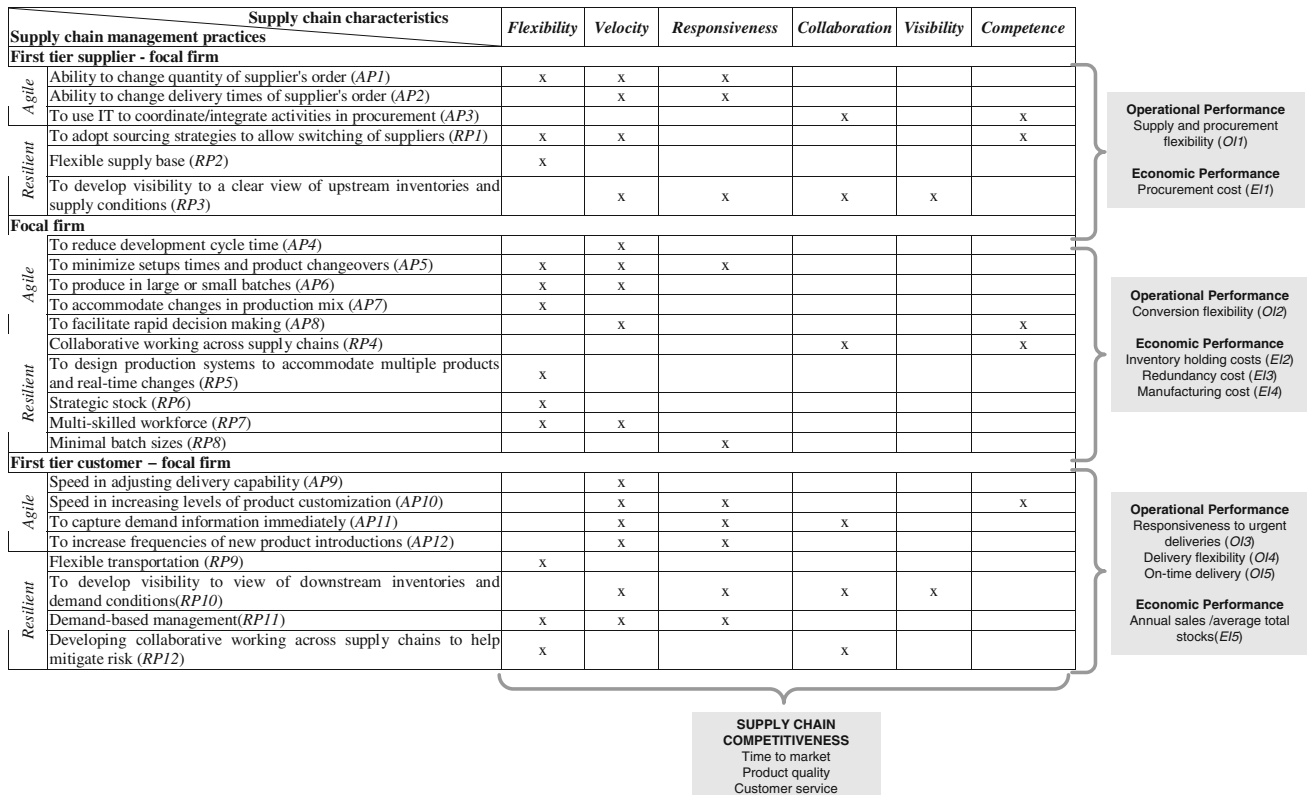 Supply chain characteristics
Supply chain management practices
Flexibility Velocity Responsiveness Collaboration Visibility Competence
First tier supplier - focal firm
Agile
Ability to change quantity of supplier's order (AP1) x x x
Ability to change delivery times of supplier's order (AP2) x x
To use IT to coordinate/integrate activities in procurement (AP3) x x
Resilient
To adopt sourcing strategies to allow switching of suppliers (RP1) x x x
Flexible supply base (RP2) x
To develop visibility to a clear view of upstream inventories and
supply conditions (RP3) x x x x
Operational Performance
Supply and procurement
flexibility (OI1)
Economic Performance
Procurement cost (EI1)
Focal firm
Agile
To reduce development cycle time (AP4) x
To minimize setups times and product changeovers (AP5) x x x
To produce in large or small batches (AP6) x x
To accommodate changes in production mix (AP7) x
To facilitate rapid decision making (AP8) x x
Resilient
Collaborative working across supply chains (RP4) x x
To design production systems to accommodate multiple products
and real-time changes (RP5) x
Strategic stock (RP6) x
Multi-skilled workforce (RP7) x x
Minimal batch sizes (RP8) x
Operational Performance
Conversion flexibility (OI2)
Economic Performance
Inventory holding costs (EI2)
Redundancy cost (EI3)
Manufacturing cost (EI4)
First tier customer – focal firm
Agile
Speed in adjusting delivery capability (AP9) x
Speed in increasing levels of product customization (AP10) x x x
To capture demand information immediately (AP11) x x x
To increase frequencies of new product introductions (AP12) x x
Resilient
Flexible transportation (RP9) x
To develop visibility to view of downstream inventories and
demand conditions(RP10) x x x x
Demand-based management(RP11) x x x
Developing collaborative working across supply chains to help
mitigate risk (RP12) x x
Operational Performance
Responsiveness to urgent
deliveries (OI3)
Delivery flexibility (OI4)
On-time delivery (OI5)
Economic Performance
Annual sales /average total
stocks(EI5)
SUPPLY CHAIN
COMPETITIVENESS
Time to market
Product quality
Customer service